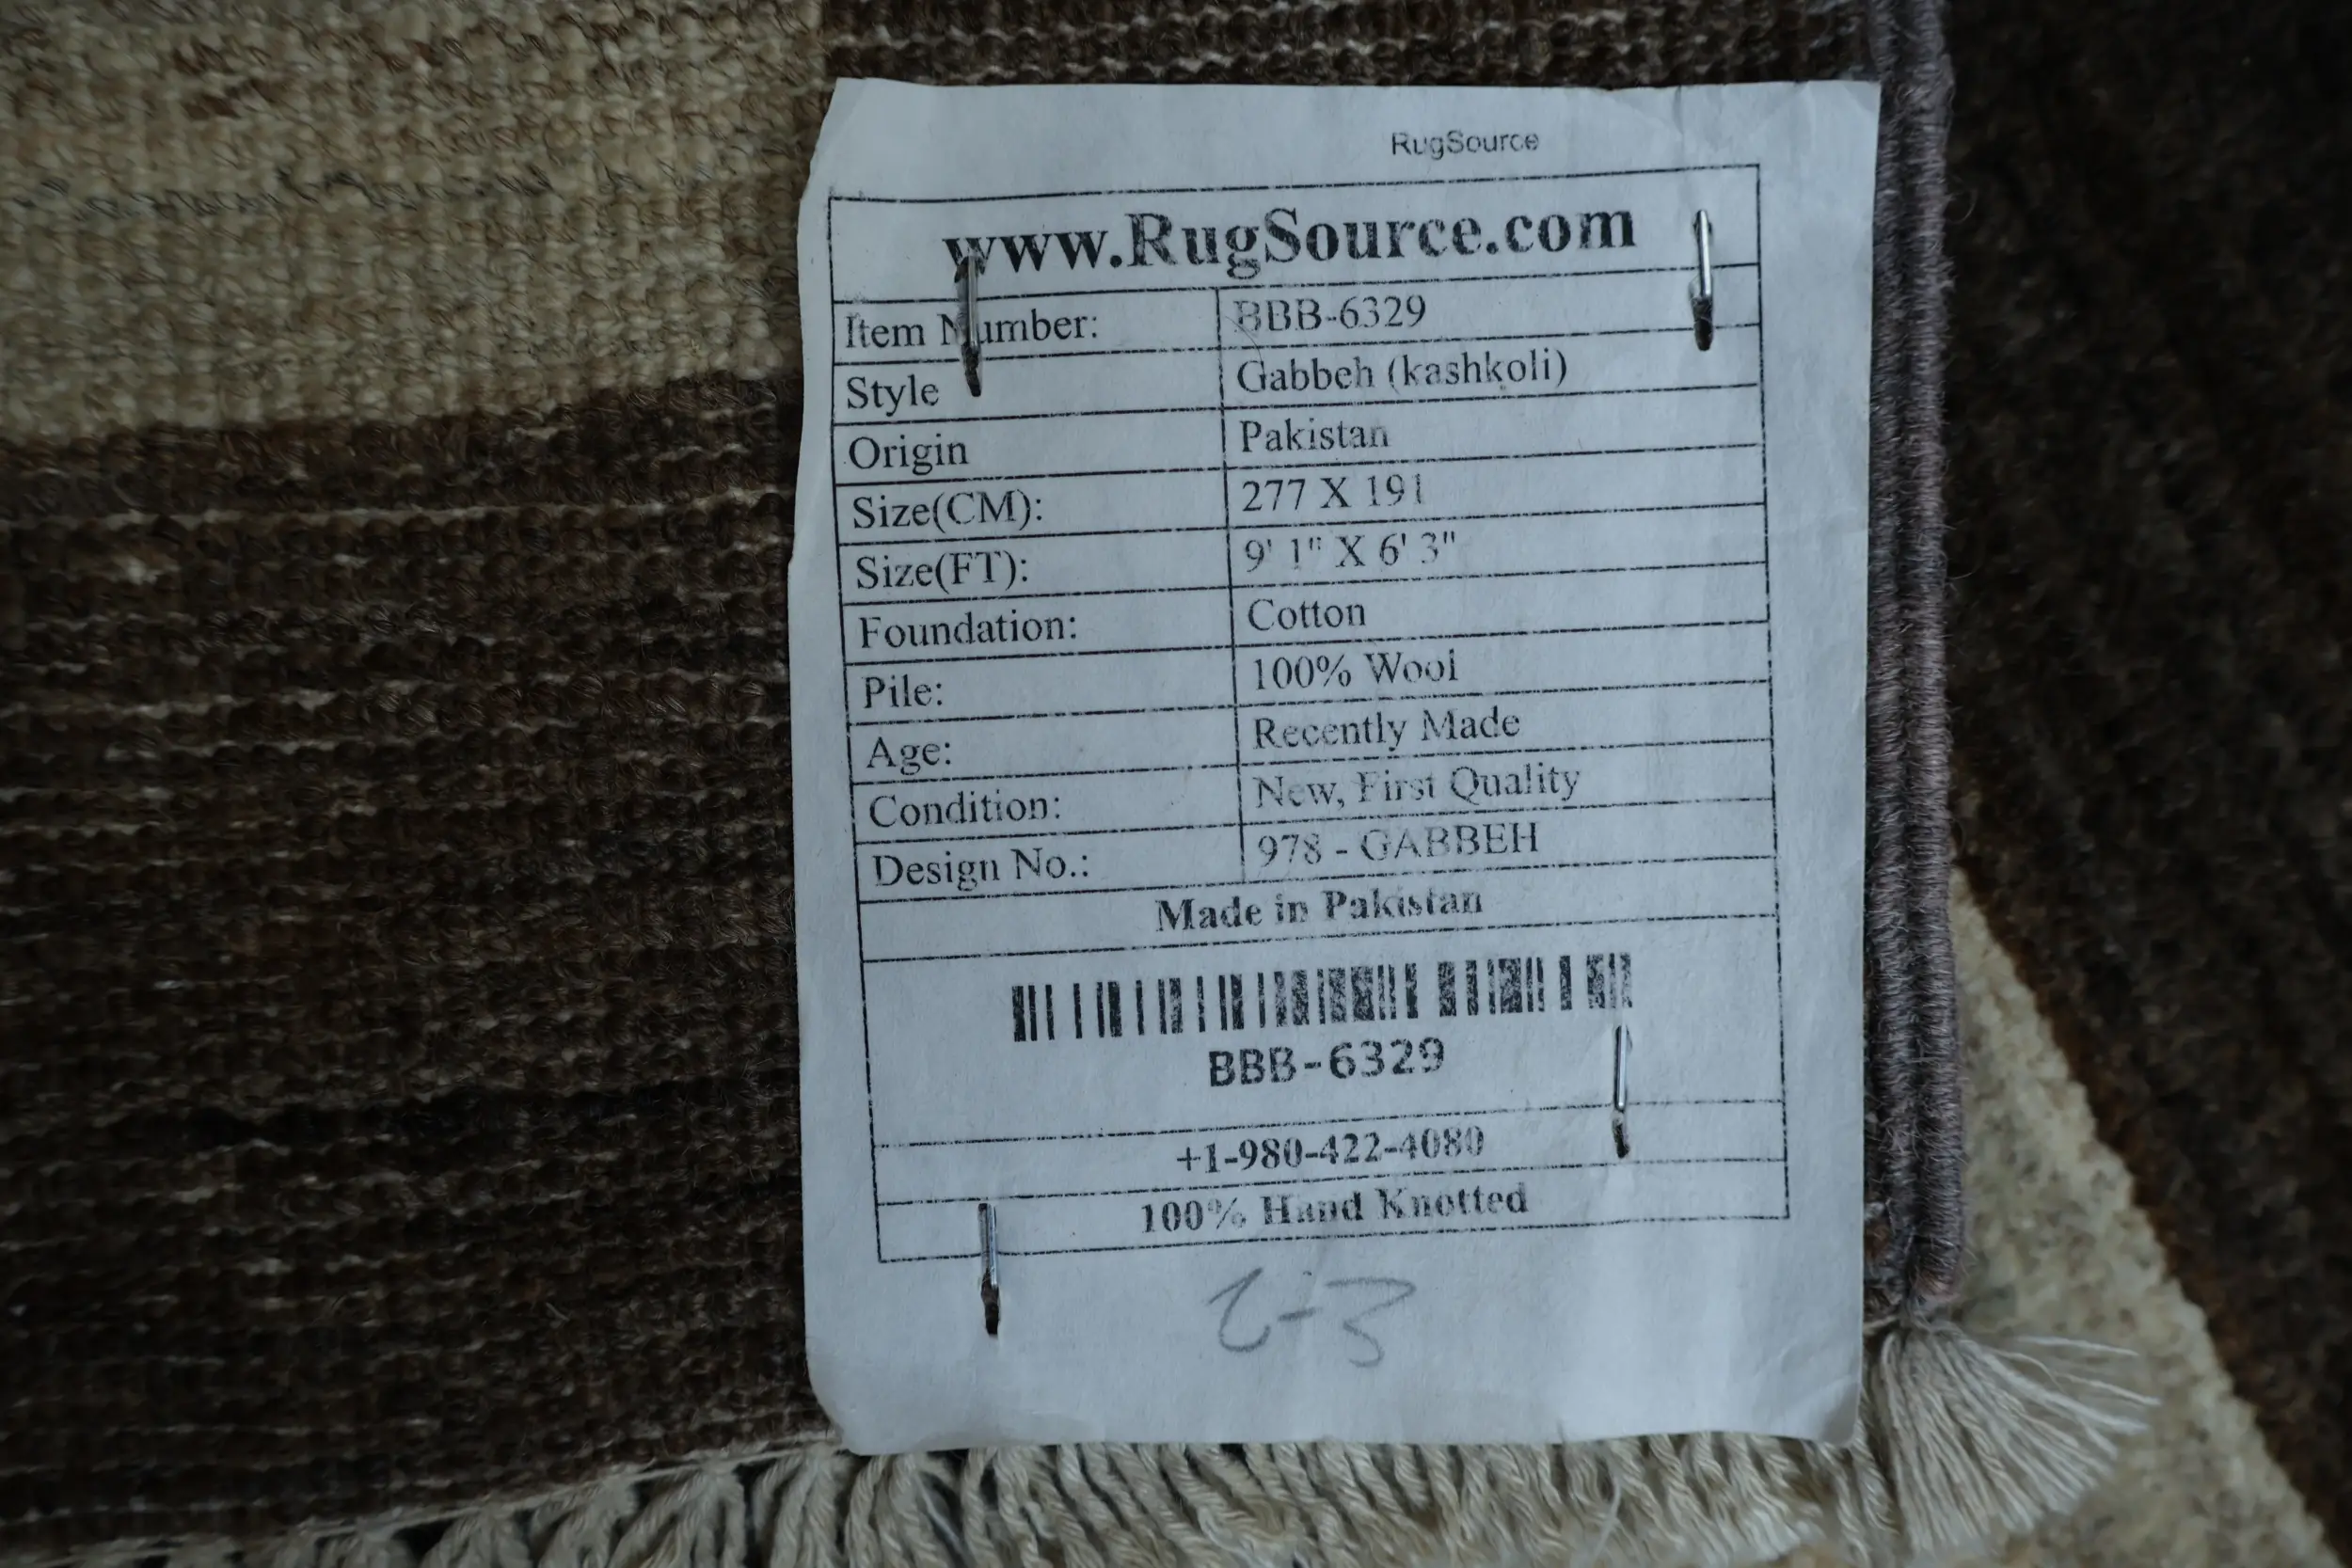 RugSource
www.RugSource.com
Item Number: BBB-6329
Style Gabbeh (kashkoli)
Origin Pakistan
Size(CM): 277 X 191
Size(FT): 9' 1" X 6' 3"
Foundation: Cotton
Pile: 100% Wool
Age: Recently Made
Condition: New, First Quality
Design No.: 978 - GABBEH
Made in Pakistan
BBB-6329
+1-980-422-4080
100% Hand Knotted